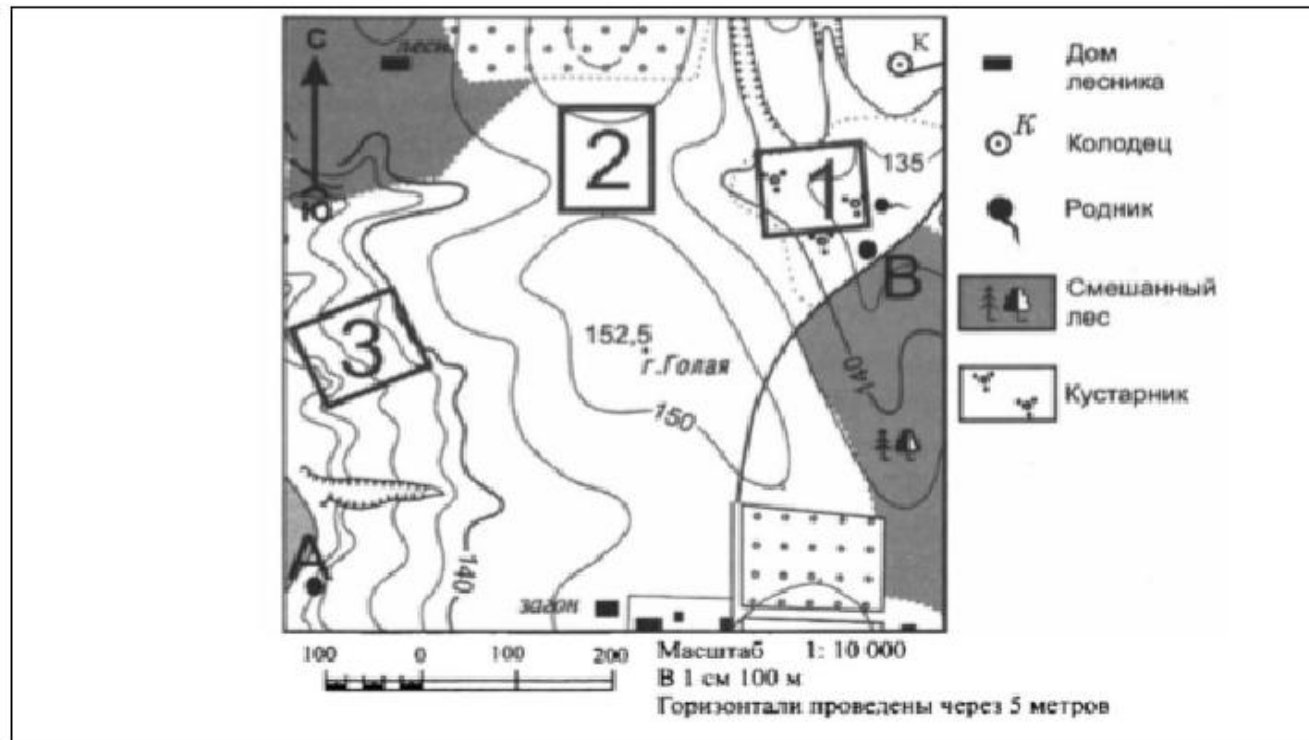 С
лесн
К
2
1
135
Ю
В
3
152,5
г.Голая
140
150
А
140
загон
Дом
лесника
К
Колодец
Родник
Смешанный
лес
Кустарник
100 0 100 200
Масштаб 1: 10 000
В 1 см 100 м
Горизонтали проведены через 5 метров